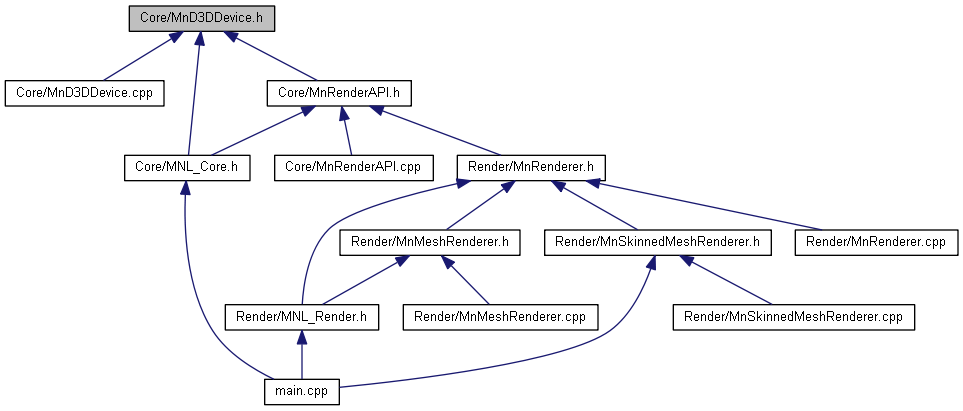 Core/MnD3DDevice.h
Core/MnD3DDevice.cpp
Core/MnRenderAPI.h
Core/MNL_Core.h
Core/MnRenderAPI.cpp
Render/MnRenderer.h
Render/MnMeshRenderer.h
Render/MnSkinnedMeshRenderer.h
Render/MnRenderer.cpp
Render/MNL_Render.h
Render/MnMeshRenderer.cpp
Render/MnSkinnedMeshRenderer.cpp
main.cpp